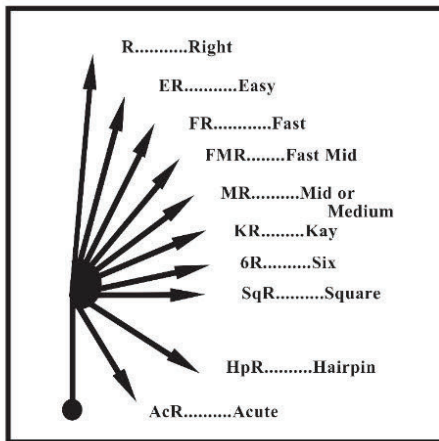 R...........Right
ER...........Easy
FR............Fast
FMR........Fast Mid
MR..........Mid or
Medium
KR.........Kay
6R..........Six
SqR..........Square
HpR..........Hairpin
AcR..........Acute